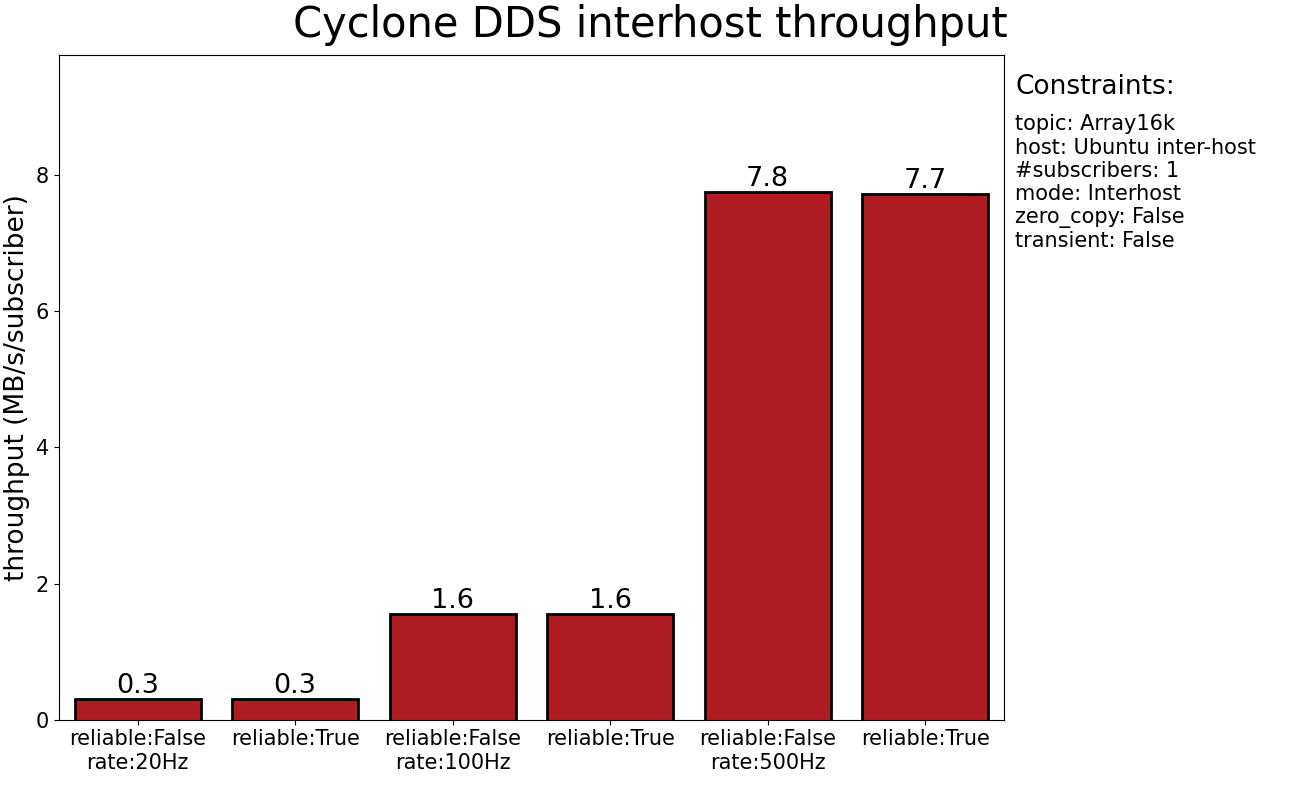 Cyclone DDS interhost throughput
Constraints:
topic: Array16k
host: Ubuntu inter-host
#subscribers: 1
mode: Interhost
zero_copy: False
transient: False
throughput (MB/s/subscriber)
8
6
4
2
0
0.3
0.3
1.6
1.6
7.8
7.7
reliable:False
rate:20Hz
reliable:True
reliable:False
rate:100Hz
reliable:True
reliable:False
rate:500Hz
reliable:True